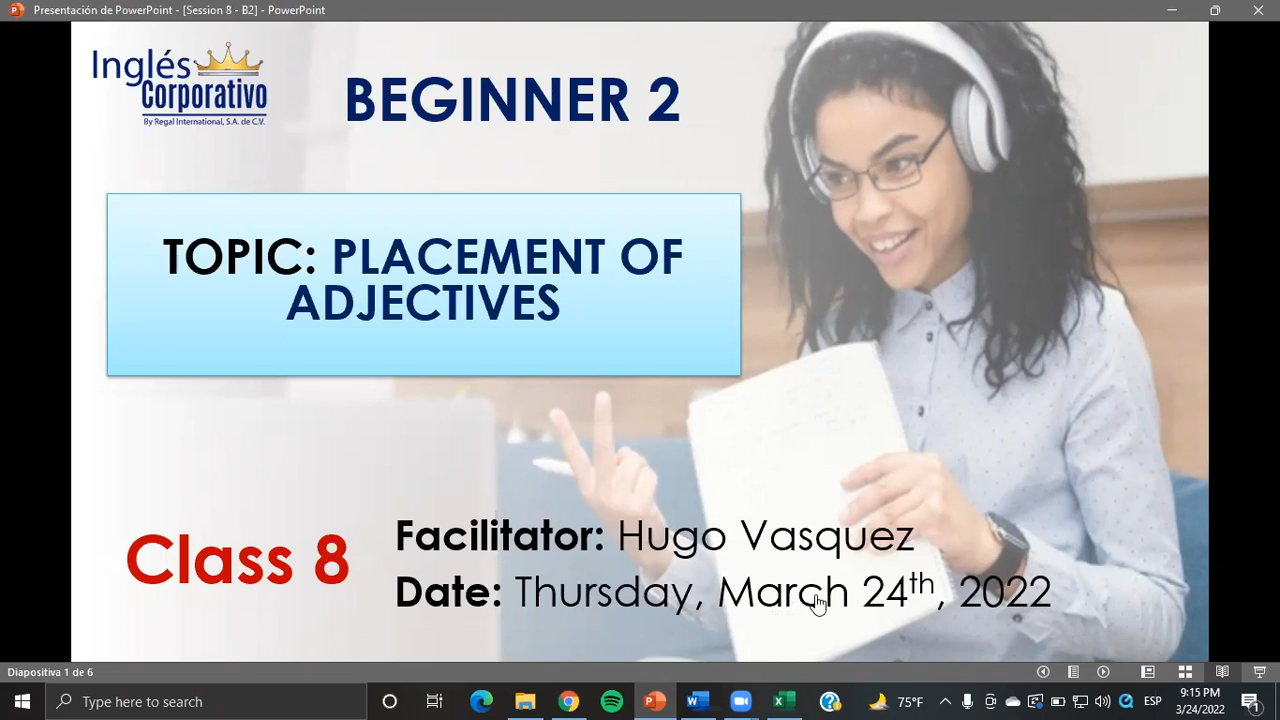 Presentación de PowerPoint - [Session 8 - B2] - PowerPoint
Inglés
Corporativo
By Regal International, S.A. de C.V.
BEGINNER 2
TOPIC: PLACEMENT OF
ADJECTIVES
Class 8
Facilitator: Hugo Vasquez
Date: Thursday, March 24th, 2022
Diapositiva 1 de 6
Type here to search
75°F
ESP
9:15 PM
3/24/2022